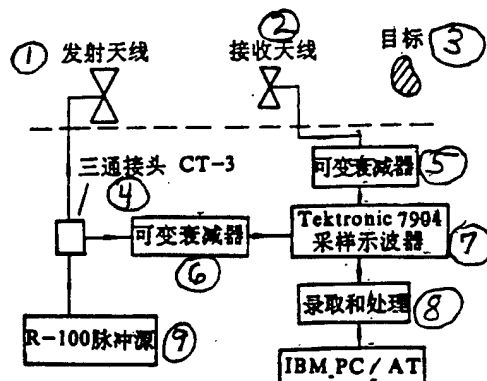 ① 发射天线
② 接收天线
目标 ③
三通接头 CT-3
④
可变衰减器 ⑤
可变衰减器
⑥
Tektronic 7904
采样示波器 ⑦
录取和处理 ⑧
R-100脉冲源 ⑨
IBM PC/AT